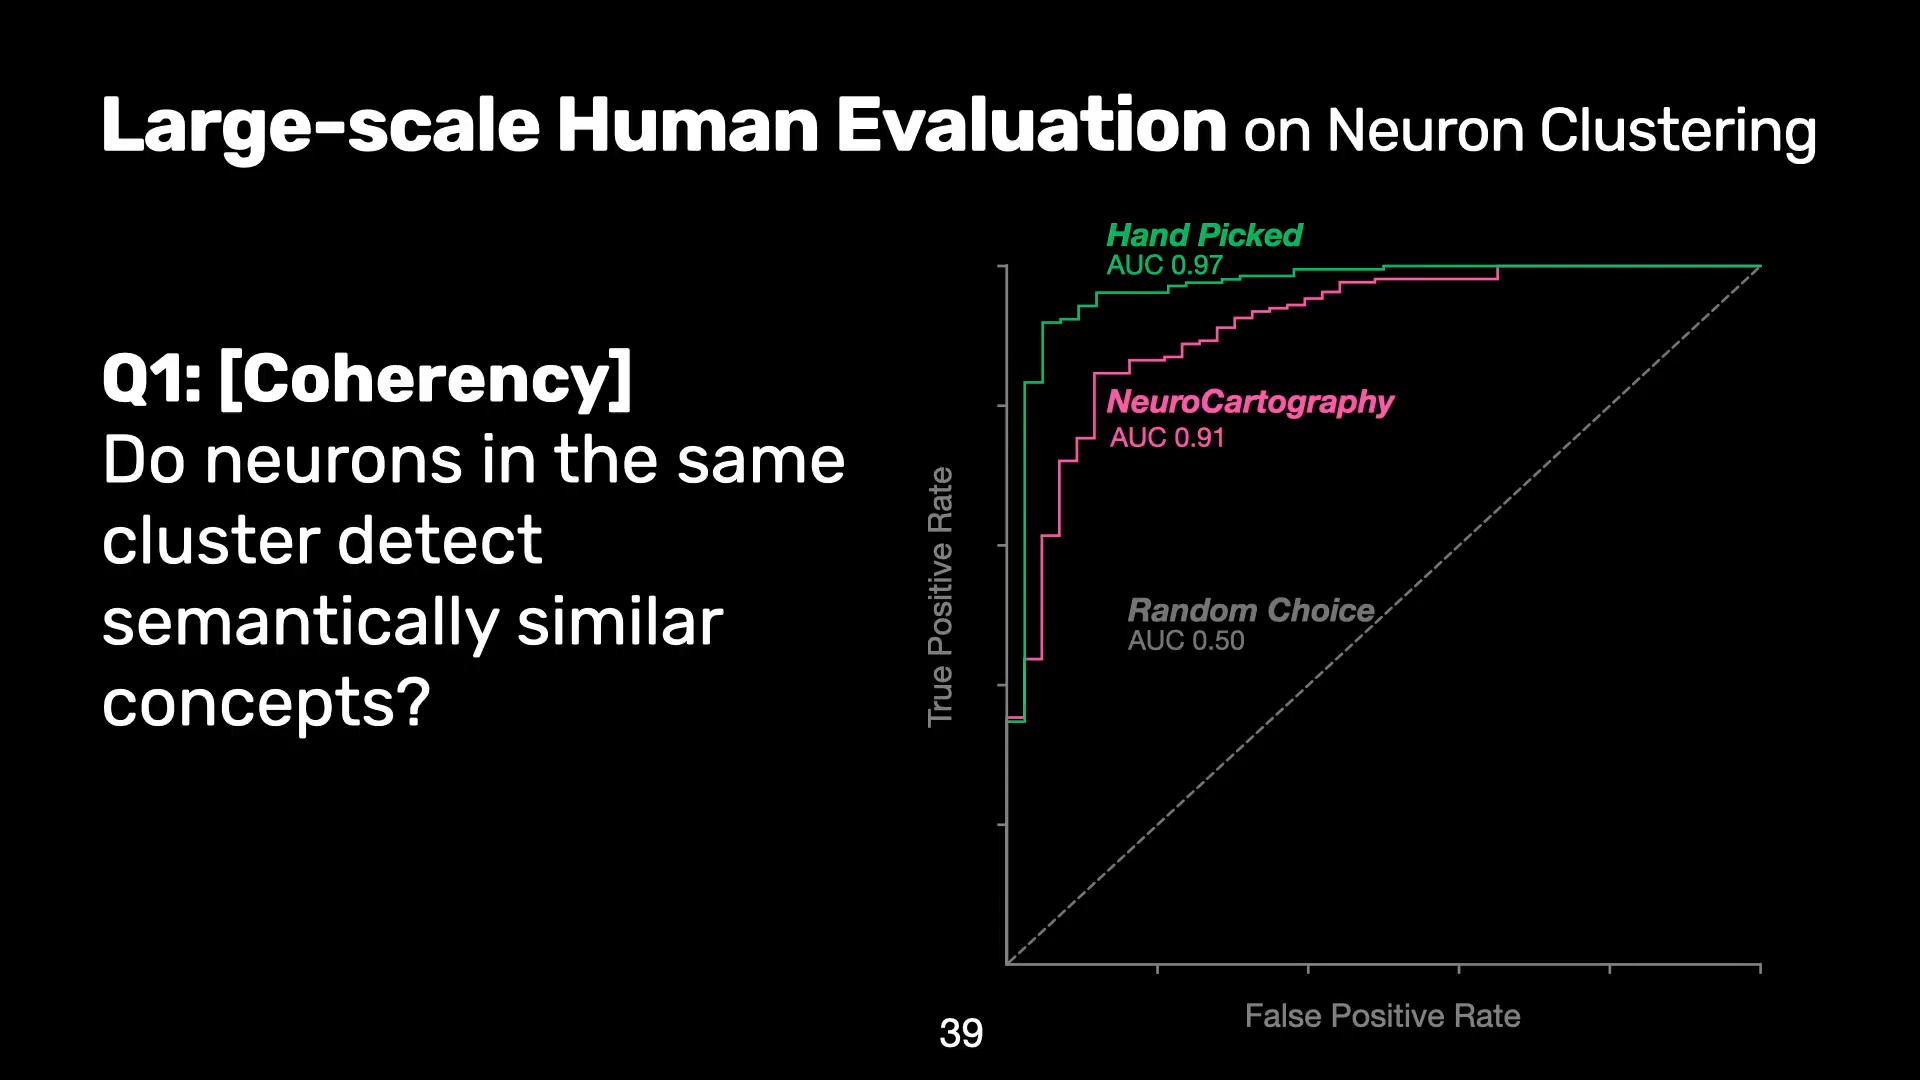 Large-scale Human Evaluation on Neuron Clustering
Q1: [Coherency]
Do neurons in the same
cluster detect
semantically similar
concepts?
Hand Picked
AUC 0.97
NeuroCartography
AUC 0.91
Random Choice
AUC 0.50
True Positive Rate
False Positive Rate
39